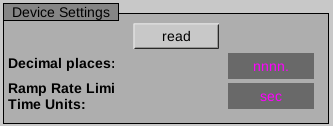 Device Settings
read
Decimal places: nnnn.
Ramp Rate Limi
Time Units: sec